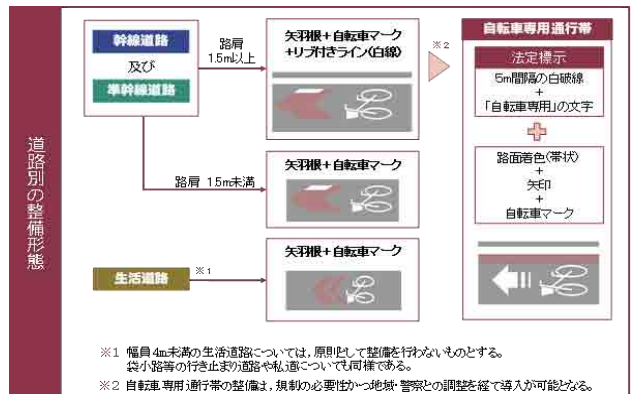 道路別の整備形態
幹線道路
及び
準幹線道路
路肩
1.5m以上
矢羽根+自転車マーク
+リブ付きライン(白線)
※2
路肩 1.5m未満
矢羽根+自転車マーク
生活道路
※1
矢羽根+自転車マーク
自転車専用通行帯
法定標示
5m間隔の白破線
+
「自転車専用」の文字
路面着色(帯状)
+
矢印
+
自転車マーク
※1 幅員4m未満の生活道路については,原則として整備を行わないものとする。
袋小路等の行き止まり道路や私道についても同様である。
※2 自転車専用通行帯の整備は,規制の必要性かつ地域・警察との調整を経て導入が可能となる。